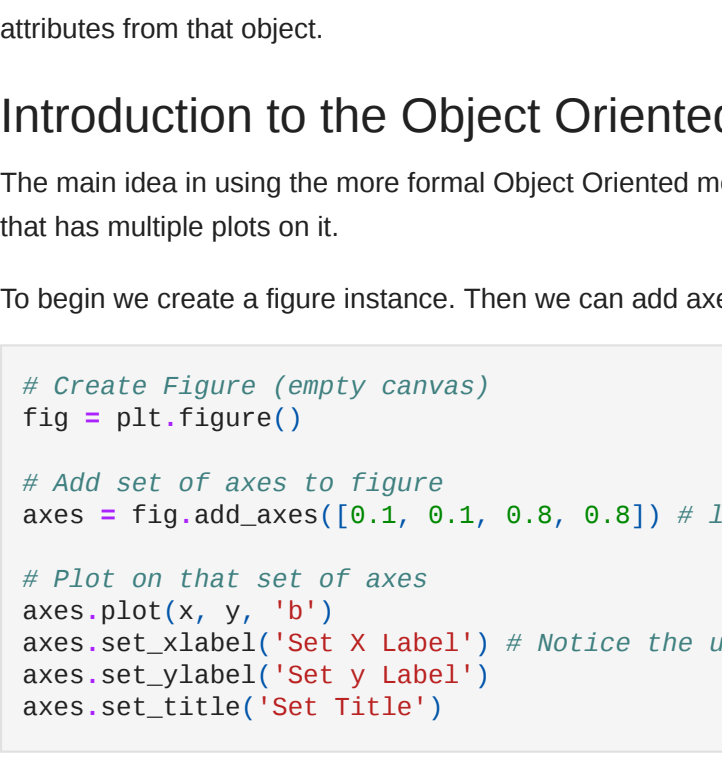 attributes from that object.
Introduction to the Object Oriented
The main idea in using the more formal Object Oriented
that has multiple plots on it.
To begin we create a figure instance. Then we can add
# Create Figure (empty canvas)
fig = plt.figure()
# Add set of axes to figure
axes = fig.add_axes([0.1, 0.1, 0.8, 0.8]) #
# Plot on that set of axes
axes.plot(x, y, 'b')
axes.set_xlabel('Set X Label') # Notice the
axes.set_ylabel('Set y Label')
axes.set_title('Set Title')